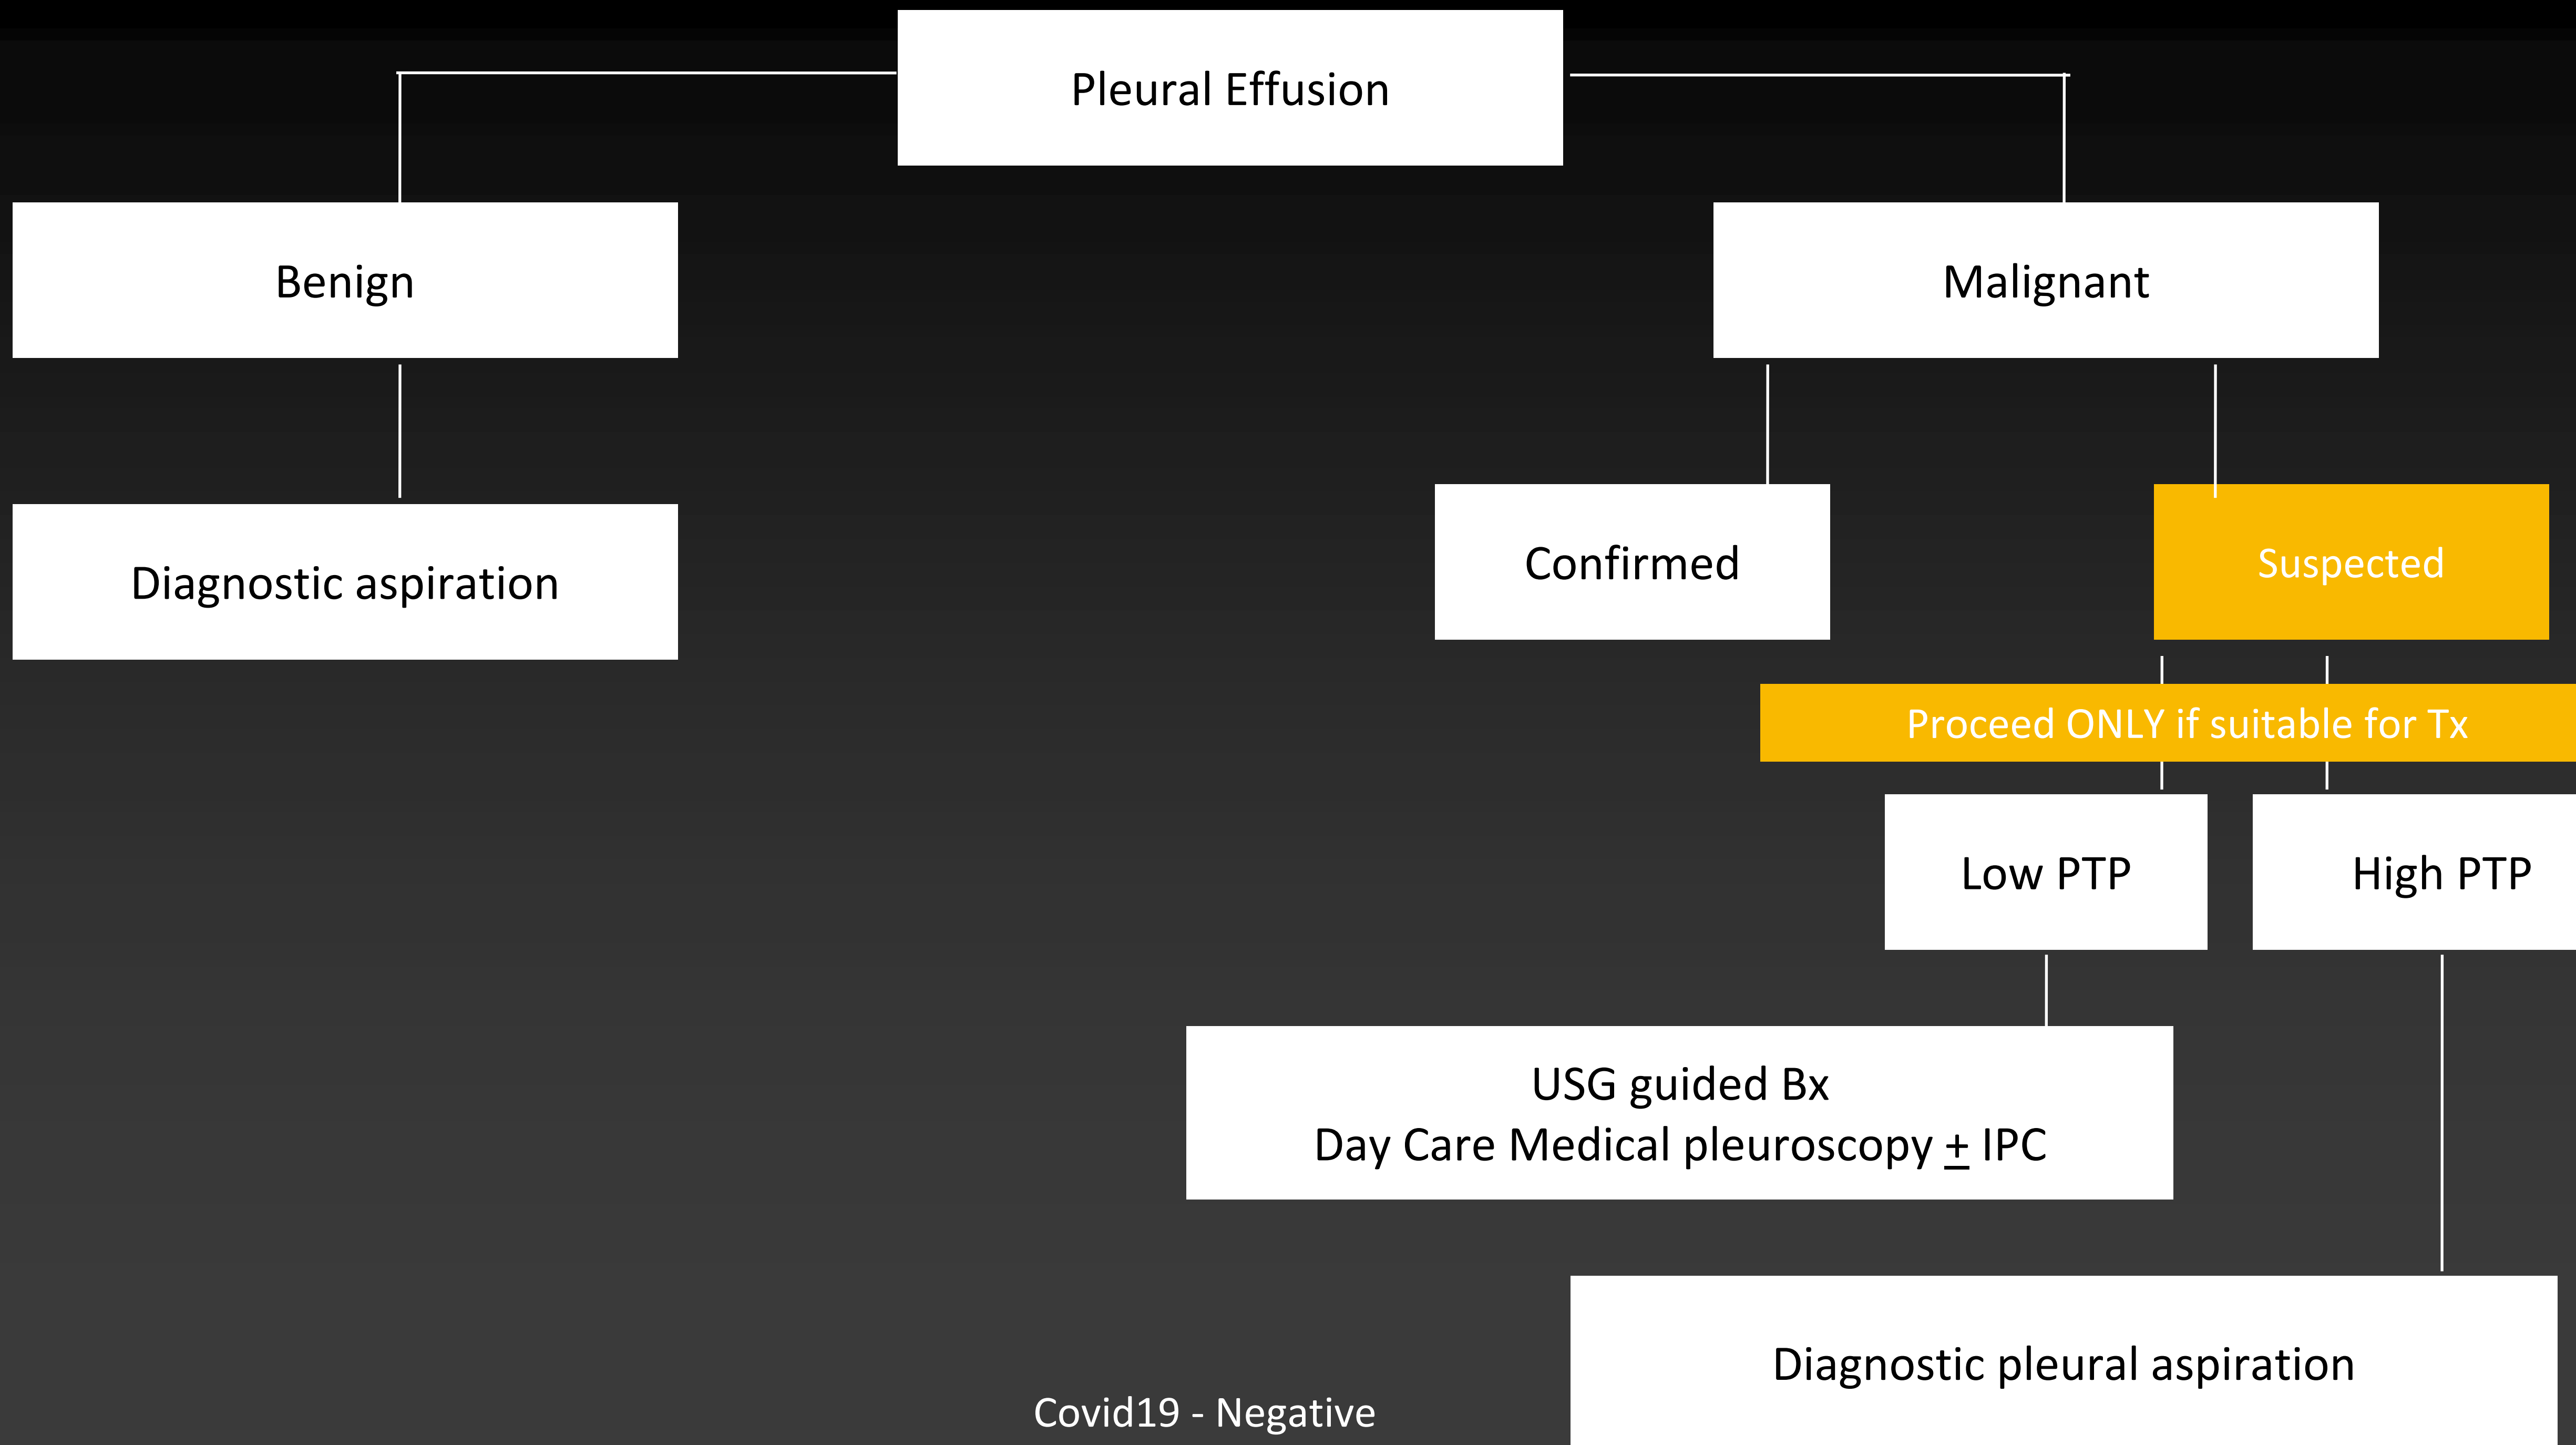 Pleural Effusion
Benign
Malignant
Diagnostic aspiration
Confirmed
Suspected
Proceed ONLY if suitable for Tx
Low PTP
High PTP
USG guided Bx
Day Care Medical pleuroscopy ± IPC
Diagnostic pleural aspiration
Covid19 - Negative